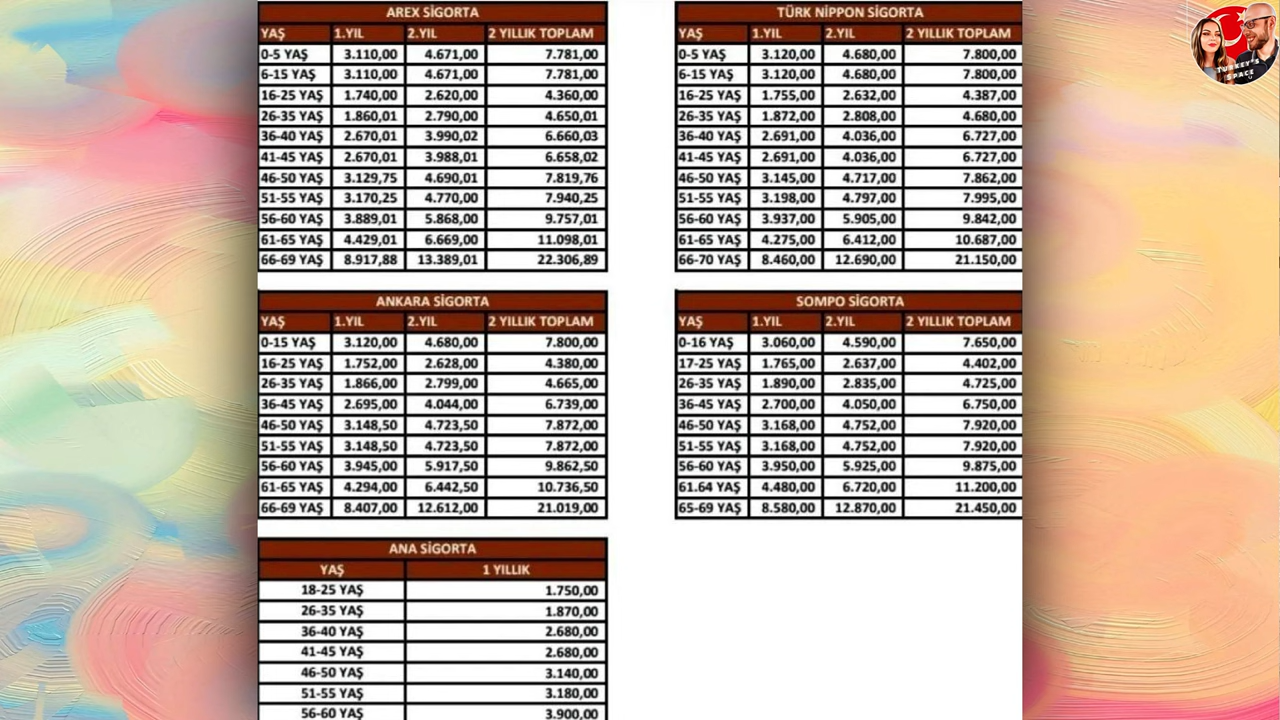 AREX SİGORTA
YAŞ 1.YIL 2.YIL 2 YILLIK TOPLAM
0-5 YAŞ 3.110,00 4.671,00 7.781,00
6-15 YAŞ 3.110,00 4.671,00 7.781,00
16-25 YAŞ 1.740,00 2.620,00 4.360,00
26-35 YAŞ 1.860,01 2.790,00 4.650,01
36-40 YAŞ 2.670,01 3.990,02 6.660,03
41-45 YAŞ 2.670,01 3.988,01 6.658,02
46-50 YAŞ 3.129,75 4.690,01 7.819,76
51-55 YAŞ 3.170,25 4.770,00 7.940,25
56-60 YAŞ 3.889,01 5.868,00 9.757,01
61-65 YAŞ 4.429,01 6.669,00 11.098,01
66-69 YAŞ 8.917,88 13.389,01 22.306,89
TÜRK NİPPON SİGORTA
YAŞ 1.YIL 2.YIL 2 YILLIK TOPLAM
0-5 YAŞ 3.120,00 4.680,00 7.800,00
6-15 YAŞ 3.120,00 4.680,00 7.800,00
16-25 YAŞ 1.755,00 2.632,00 4.387,00
26-35 YAŞ 1.872,00 2.808,00 4.680,00
36-40 YAŞ 2.691,00 4.036,00 6.727,00
41-45 YAŞ 2.691,00 4.036,00 6.727,00
46-50 YAŞ 3.145,00 4.717,00 7.862,00
51-55 YAŞ 3.198,00 4.797,00 7.995,00
56-60 YAŞ 3.937,00 5.905,00 9.842,00
61-65 YAŞ 4.275,00 6.412,00 10.687,00
66-70 YAŞ 8.460,00 12.690,00 21.150,00
TURKEY'S
SPACE
ANKARA SİGORTA
YAŞ 1.YIL 2.YIL 2 YILLIK TOPLAM
0-15 YAŞ 3.120,00 4.680,00 7.800,00
16-25 YAŞ 1.752,00 2.628,00 4.380,00
26-35 YAŞ 1.866,00 2.799,00 4.665,00
36-45 YAŞ 2.695,00 4.044,00 6.739,00
46-50 YAŞ 3.148,50 4.723,50 7.872,00
51-55 YAŞ 3.148,50 4.723,50 7.872,00
56-60 YAŞ 3.945,00 5.917,50 9.862,50
61-65 YAŞ 4.294,00 6.442,50 10.736,50
66-69 YAŞ 8.407,00 12.612,00 21.019,00
SOMPO SİGORTA
YAŞ 1.YIL 2.YIL 2 YILLIK TOPLAM
0-16 YAŞ 3.060,00 4.590,00 7.650,00
17-25 YAŞ 1.765,00 2.637,00 4.402,00
26-35 YAŞ 1.890,00 2.835,00 4.725,00
36-45 YAŞ 2.700,00 4.050,00 6.750,00
46-50 YAŞ 3.168,00 4.752,00 7.920,00
51-55 YAŞ 3.168,00 4.752,00 7.920,00
56-60 YAŞ 3.950,00 5.925,00 9.875,00
61.64 YAŞ 4.480,00 6.720,00 11.200,00
65-69 YAŞ 8.580,00 12.870,00 21.450,00
ANA SİGORTA
YAŞ 1 YILLIK
18-25 YAŞ 1.750,00
26-35 YAŞ 1.870,00
36-40 YAŞ 2.680,00
41-45 YAŞ 2.680,00
46-50 YAŞ 3.140,00
51-55 YAŞ 3.180,00
56-60 YAŞ 3.900,00